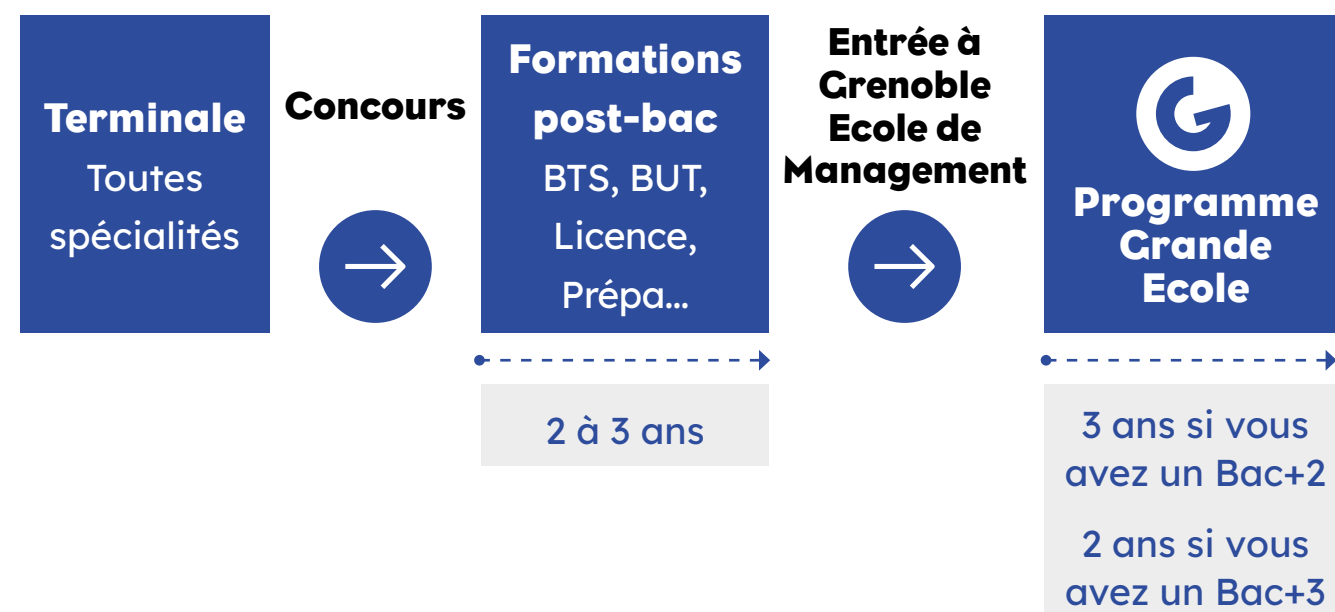 Terminale
Toutes
spécialités
Concours
Formations
post-bac
BTS, BUT,
Licence,
Prépa...
2 à 3 ans
Entrée à
Grenoble
Ecole de
Management
G
Programme
Grande
Ecole
3 ans si vous
avez un Bac+2
2 ans si vous
avez un Bac+3